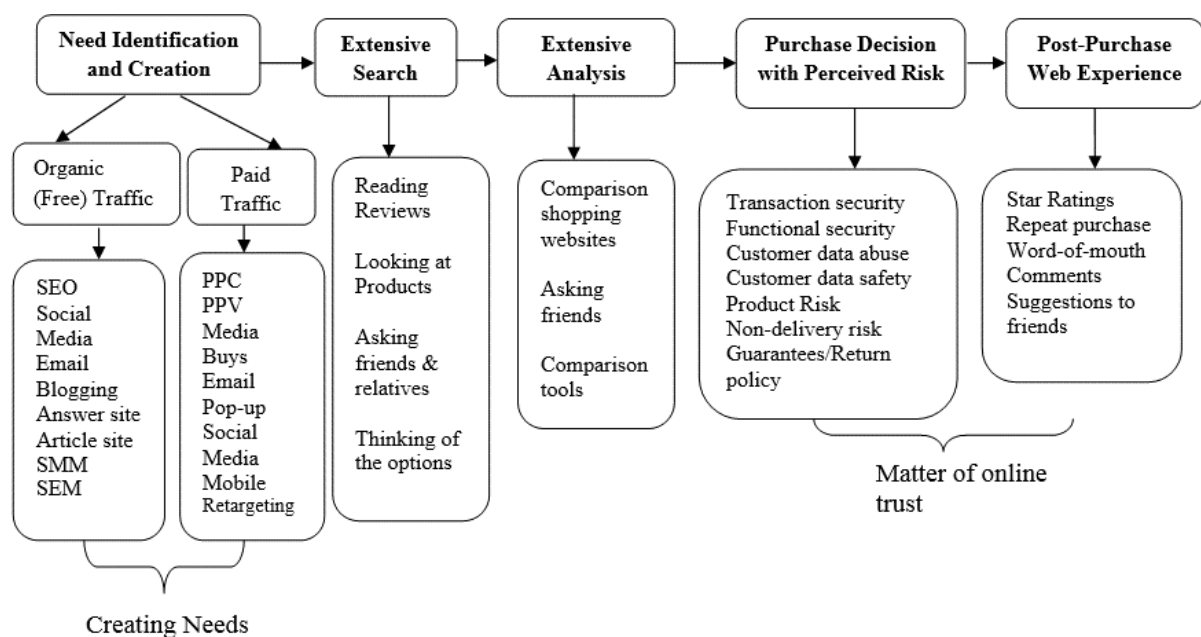 Need Identification
and Creation
Extensive
Search
Extensive
Analysis
Purchase Decision
with Perceived Risk
Post-Purchase
Web Experience
Organic
(Free) Traffic
Paid
Traffic
SEO
Social
Media
Email
Blogging
Answer site
Article site
SMM
SEM
PPC
PPV
Media
Buys
Email
Pop-up
Social
Media
Mobile
Retargeting
Reading
Reviews
Looking at
Products
Asking
friends &
relatives
Thinking of
the options
Comparison
shopping
websites
Asking
friends
Comparison
tools
Transaction security
Functional security
Customer data abuse
Customer data safety
Product Risk
Non-delivery risk
Guarantees/Return
policy
Star Ratings
Repeat purchase
Word-of-mouth
Comments
Suggestions to
friends
Matter of online
trust
Creating Needs